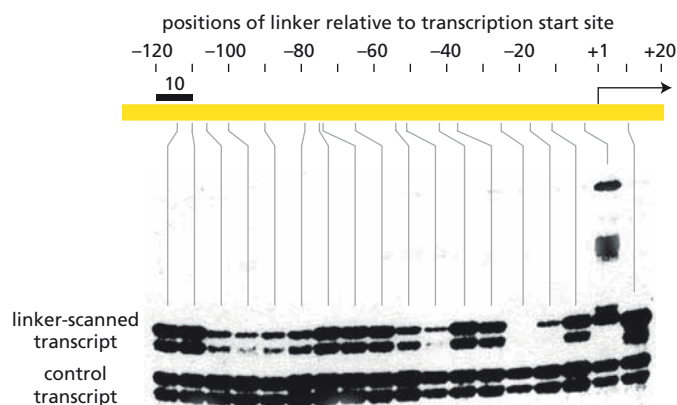 positions of linker relative to transcription start site
–120 –100 –80 –60 –40 –20 +1 +20
10
linker-scanned
transcript
control
transcript